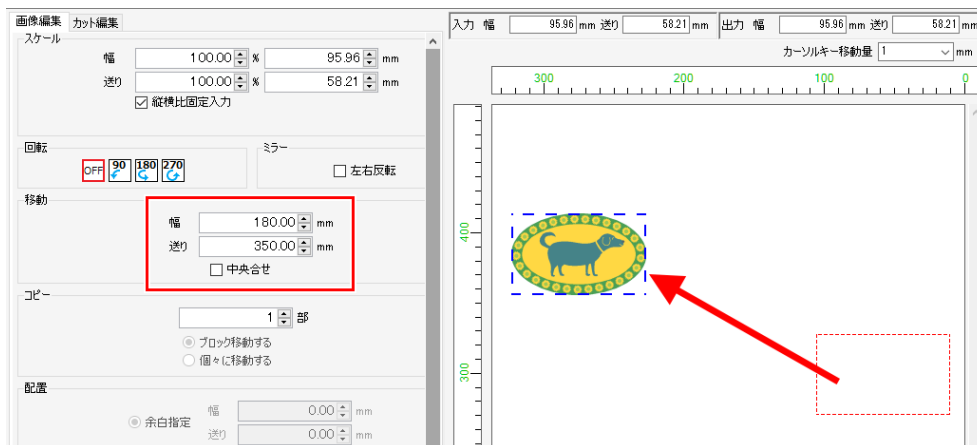 画像編集 カット編集
スケール
幅 100.00 % 95.96 mm
送り 100.00 % 58.21 mm
縦横比固定入力
回転
OFF 90 180 270
ミラー
左右反転
移動
幅 180.00 mm
送り 350.00 mm
中央合せ
コピー
1 部
ブロック移動する
個々に移動する
配置
余白指定
幅 0.00 mm
送り 0.00 mm
入力 幅 95.96 mm 送り 58.21 mm 出力 幅 95.96 mm 送り 58.21 mm
カーソルキー移動量 1 mm
300 200 100 0
400
300